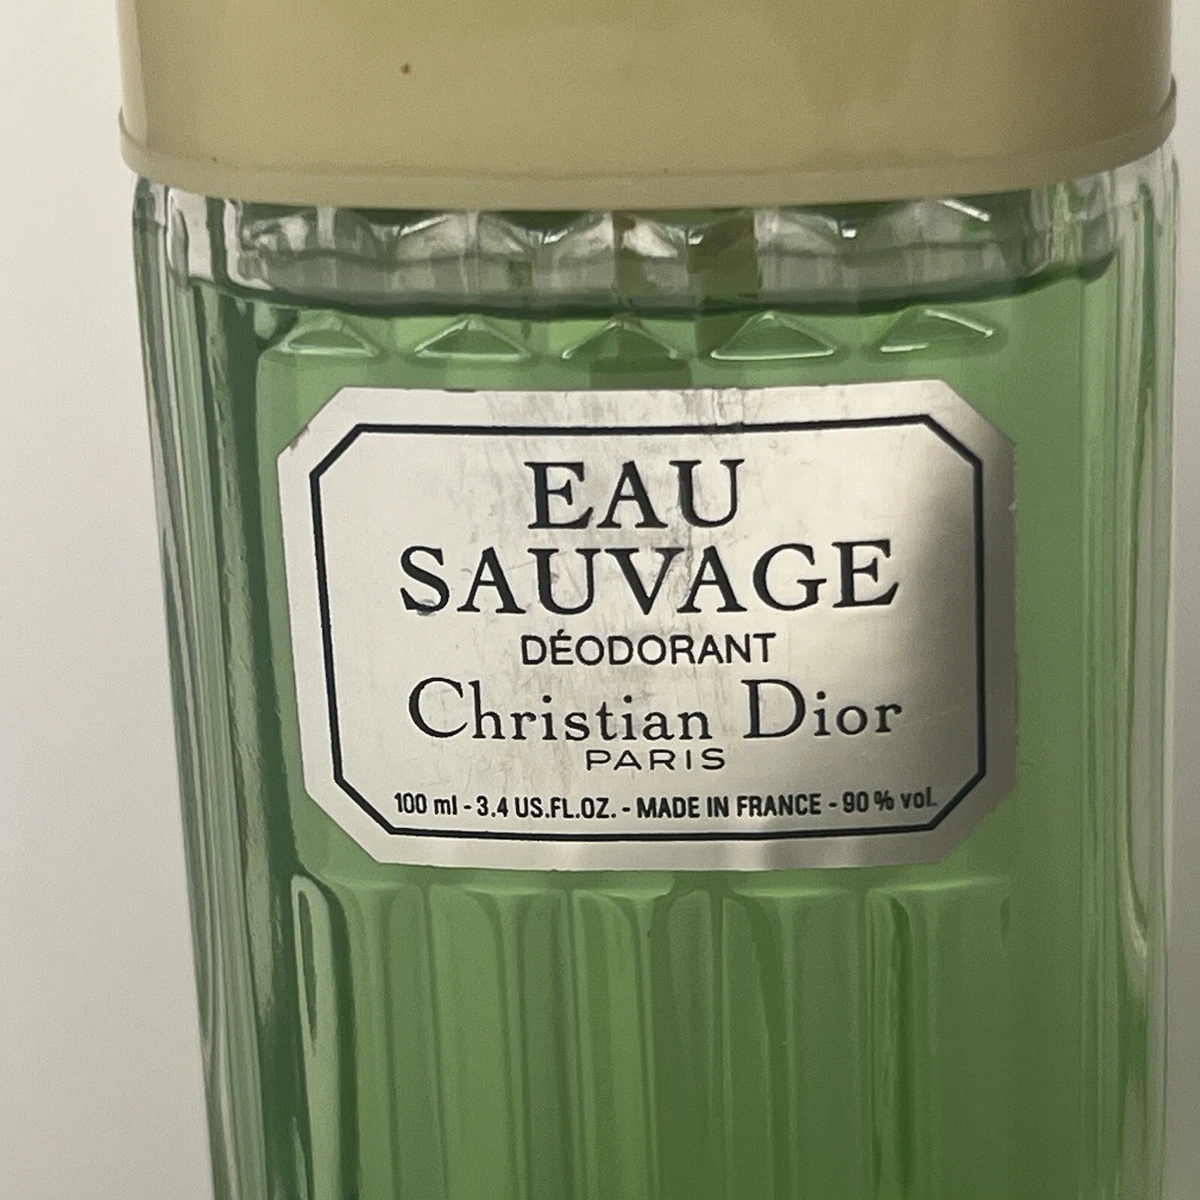 EAU
SAUVAGE
DÉODORANT
Christian Dior
PARIS
100 ml - 3.4 US.FL.OZ. - MADE IN FRANCE - 90 % vol.